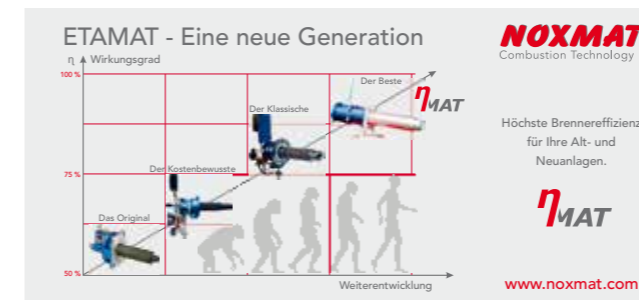 ETAMAT - Eine neue Generation
η Wirkungsgrad
100 %
Der Beste
ηMAT
Der Klassische
75 %
Der Kostenbewusste
Das Original
50 %
Weiterentwicklung
NOXMAT
Combustion Technology
Höchste Brennereffizienz
für Ihre Alt- und
Neuanlagen.
ηMAT
www.noxmat.com